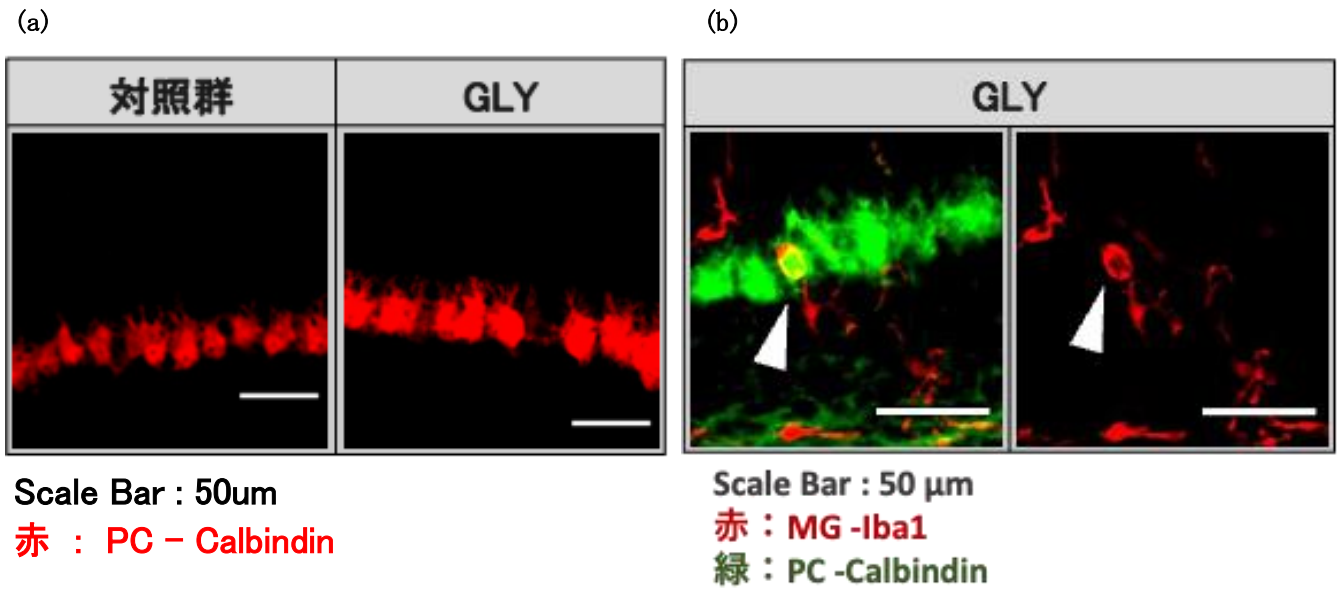 (a)
(b)
対照群
GLY
GLY
Scale Bar : 50um
赤 : PC - Calbindin
Scale Bar : 50 μm
赤：MG -Iba1
緑：PC -Calbindin